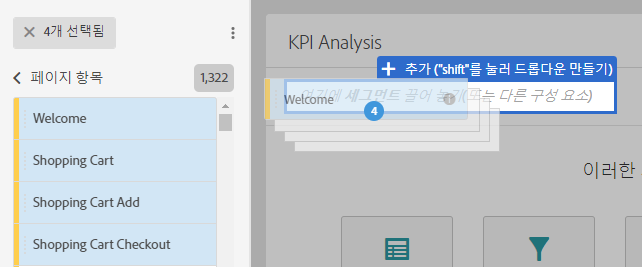 4개 선택됨
페이지 항목
1,322
Welcome
Shopping Cart
Shopping Cart Add
Shopping Cart Checkout
KPI Analysis
추가 ("shift"를 눌러 드롭다운 만들기)
여기에 세그먼트 끌어 놓기(또는 다른 구성 요소)
Welcome
4
이러한